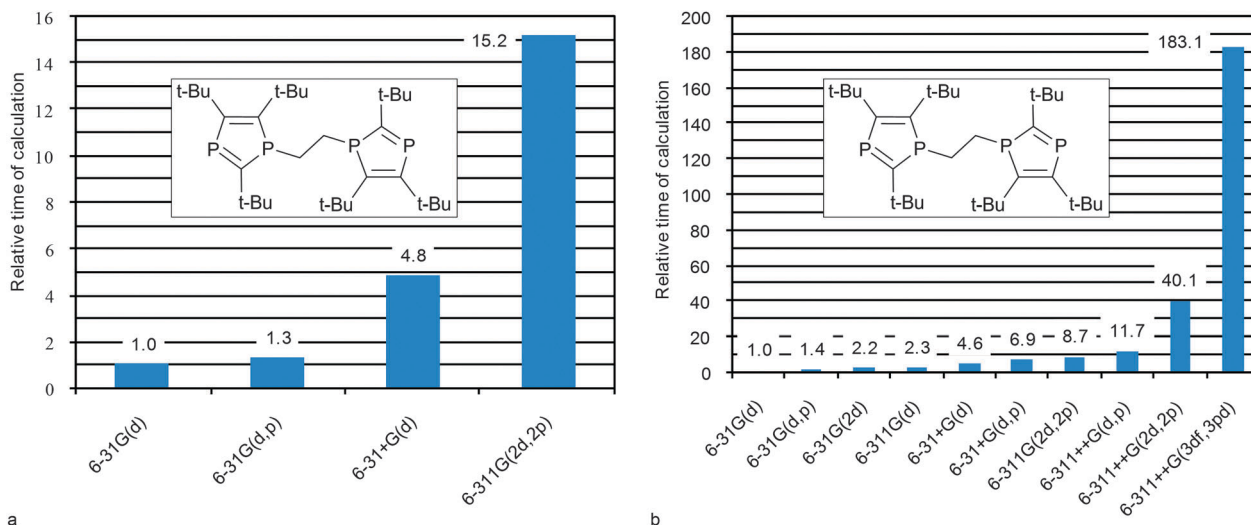 Relative time of calculation
16
14
12
10
8
6
4
2
0
15.2
4.8
1.3
1.0
t-Bu
t-Bu
t-Bu
P
P
P
P
t-Bu
t-Bu
t-Bu
6-31G(d)
6-31G(d,p)
6-31+G(d)
6-311G(2d,2p)
a
Relative time of calculation
200
180
160
140
120
100
80
60
40
20
0
183.1
t-Bu
t-Bu
t-Bu
P
P
P
P
t-Bu
t-Bu
t-Bu
1.0
1.4
2.2
2.3
4.6
6.9
8.7
11.7
40.1
6-31G(d)
6-31G(d,p)
6-31G(2d)
6-311G(d)
6-31+G(d)
6-31+G(d,p)
6-311G(2d,2p)
6-311++G(d,p)
6-311++G(2d,2p)
6-311++G(3df,3pd)
b